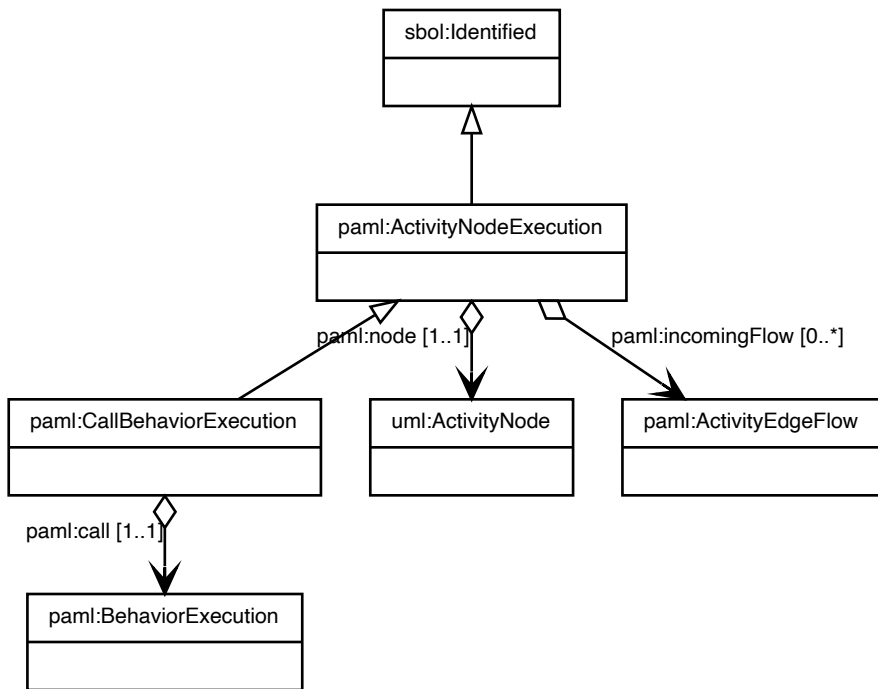 sbol:Identified
paml:ActivityNodeExecution
paml:node [1..1]
paml:incomingFlow [0..*]
paml:CallBehaviorExecution
uml:ActivityNode
paml:ActivityEdgeFlow
paml:call [1..1]
paml:BehaviorExecution